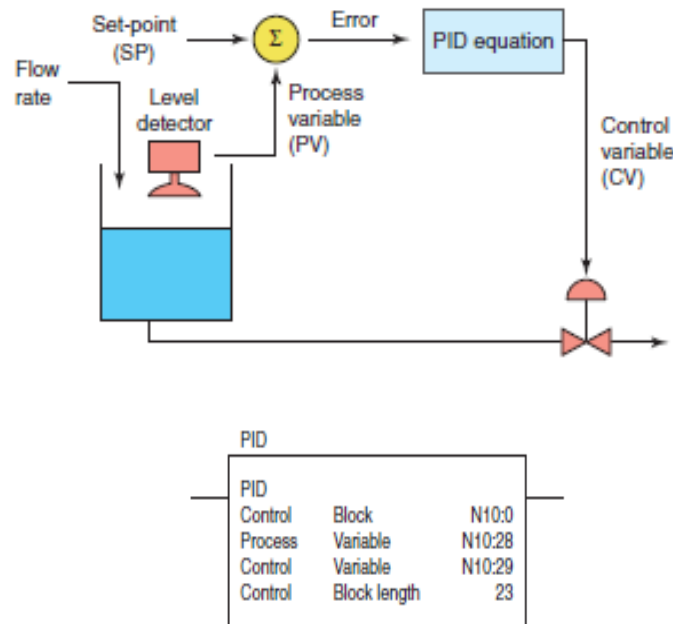 Set-point
(SP)
Σ
Error
PID equation
Flow
rate
Level
detector
Process
variable
(PV)
Control
variable
(CV)
PID
PID
Control Block N10:0
Process Variable N10:28
Control Variable N10:29
Control Block length 23